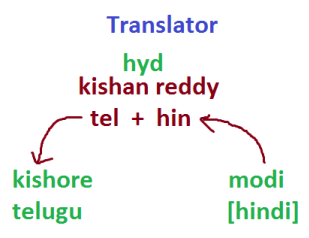 Translator
hyd
kishan reddy
tel + hin
kishore
telugu
modi
[hindi]